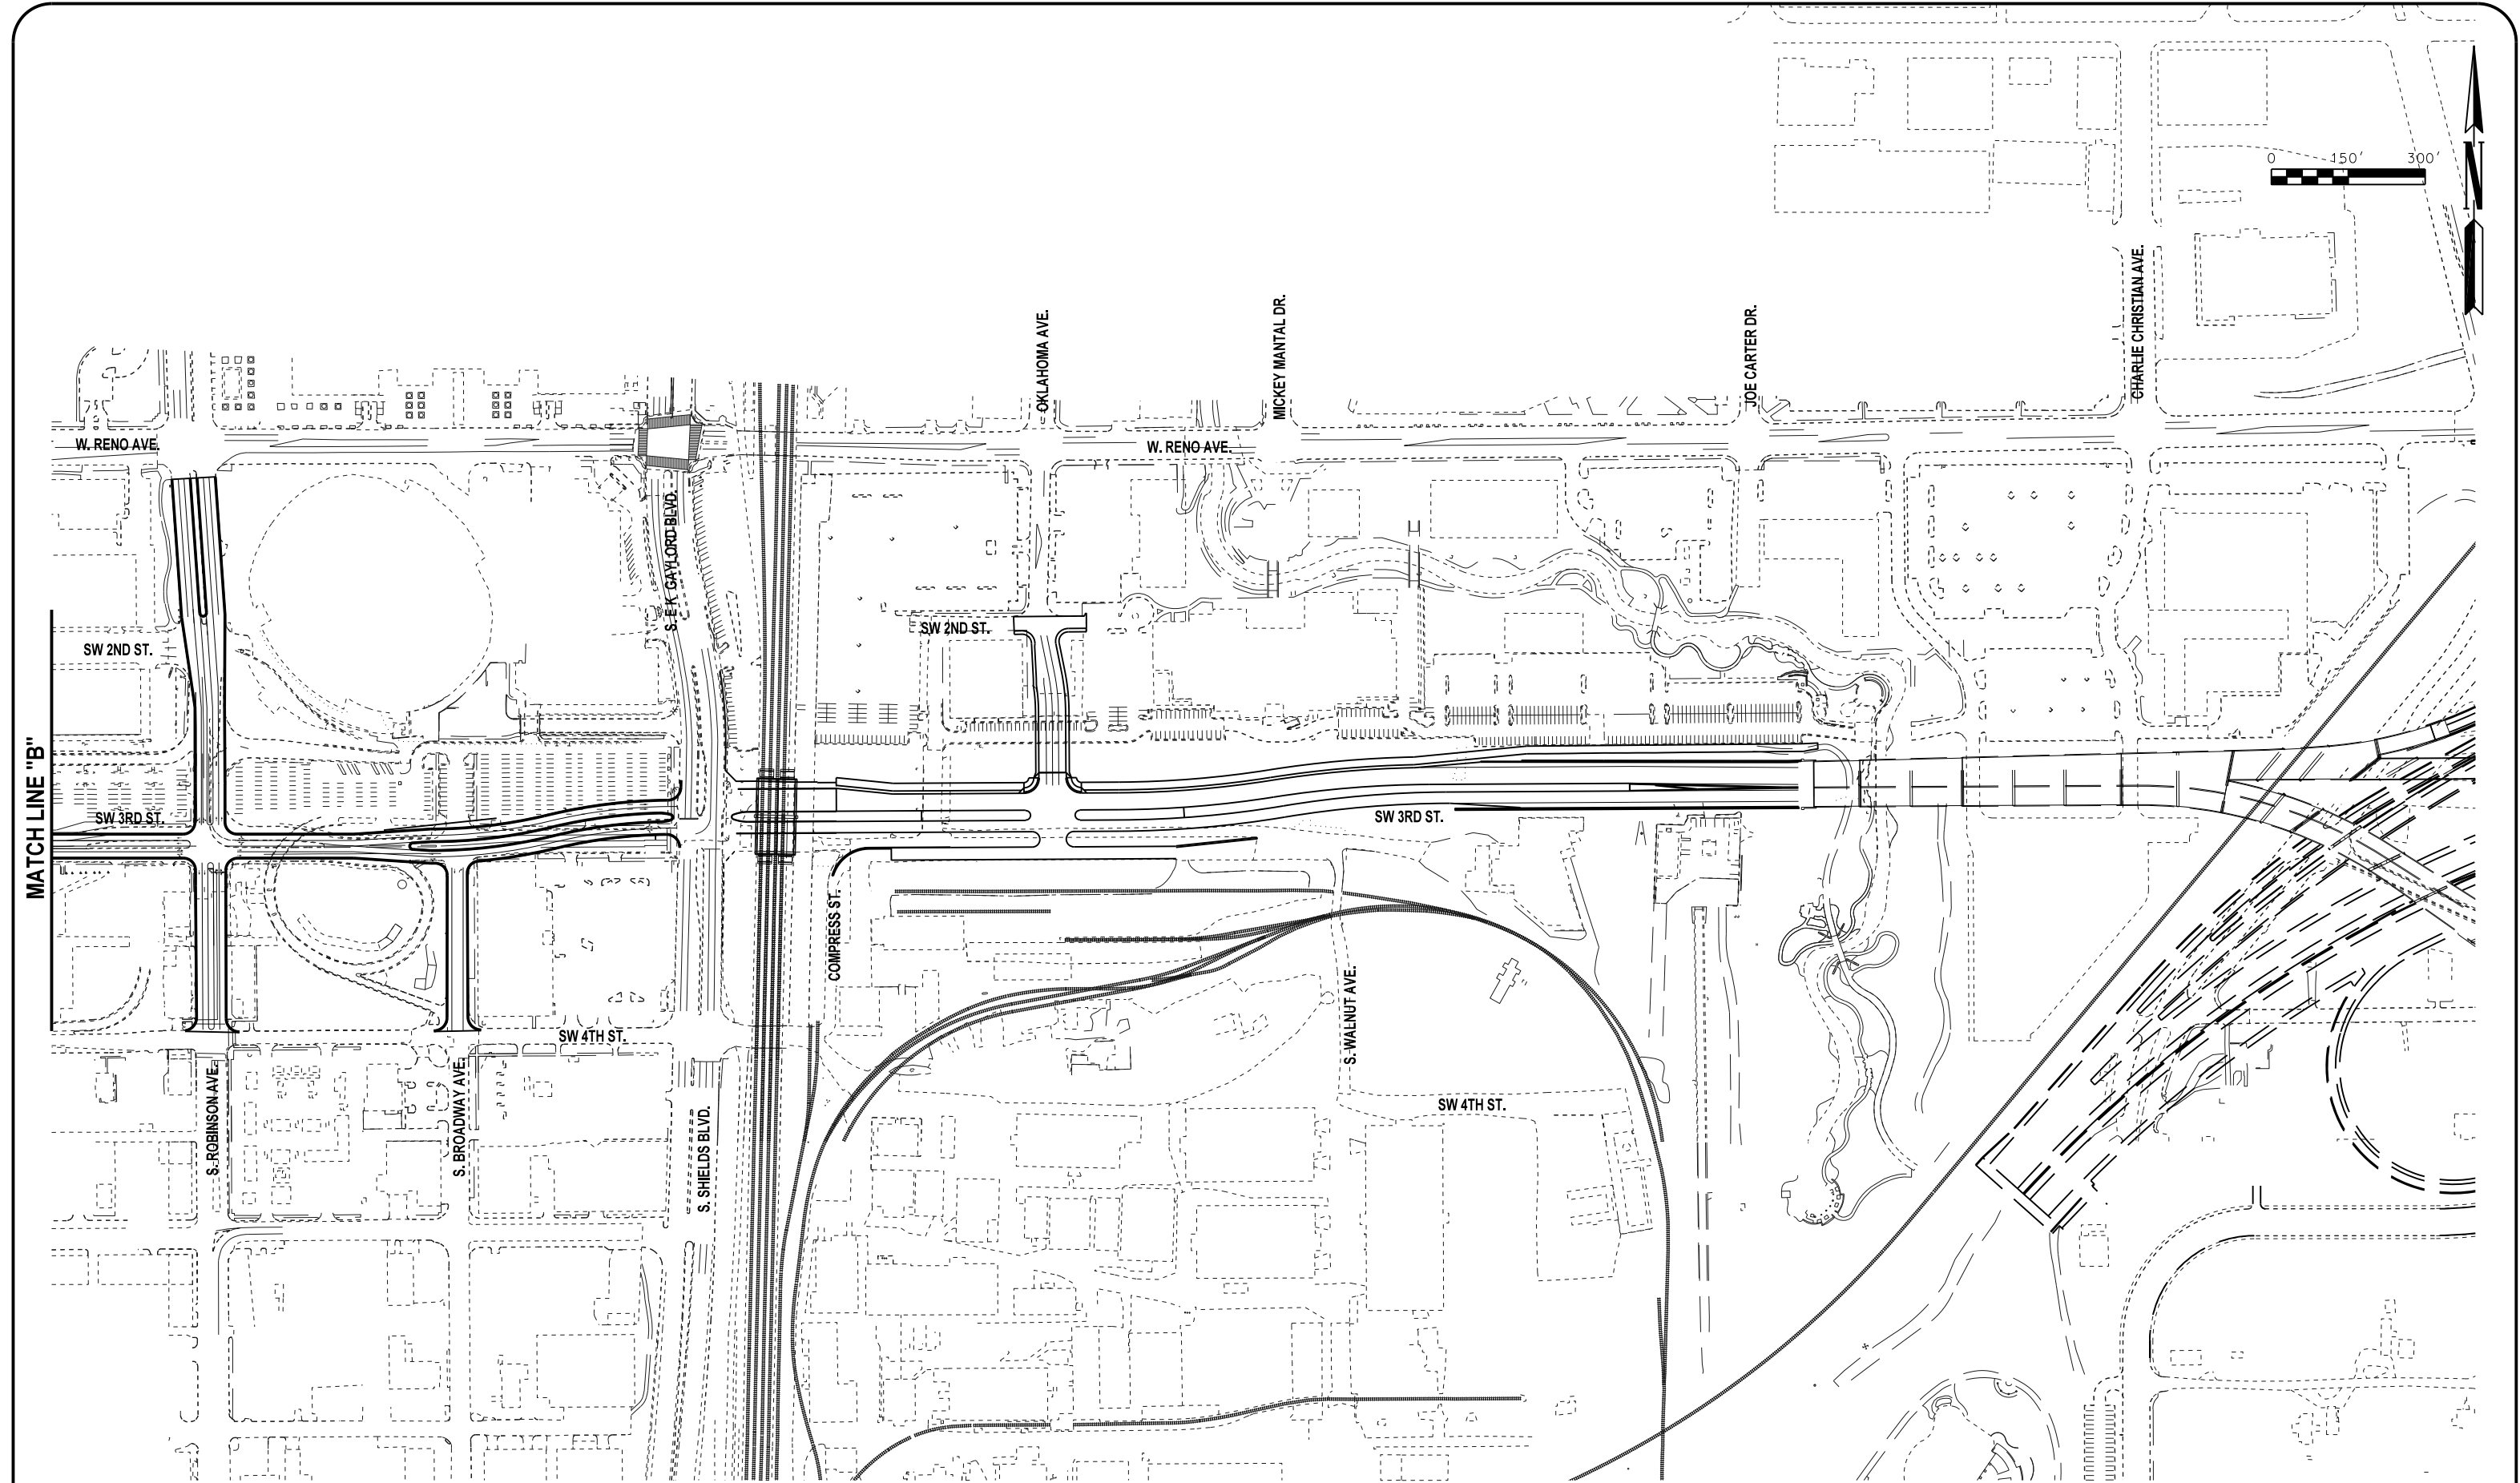 0 150' 300'
N
CHARLIE CHRISTIAN AVE.
MICKEY MANTAL DR.
JOE CARTER DR.
OKLAHOMA AVE.
W. RENO AVE.
W. RENO AVE.
S. E K GAYLORD BLVD.
SW 2ND ST.
SW 2ND ST.
MATCH LINE "B"
SW 3RD ST.
SW 3RD ST.
COMPRESS ST.
S. WALNUT AVE.
SW 4TH ST.
SW 4TH ST.
S. ROBINSON AVE.
S. BROADWAY AVE.
S. SHIELDS BLVD.